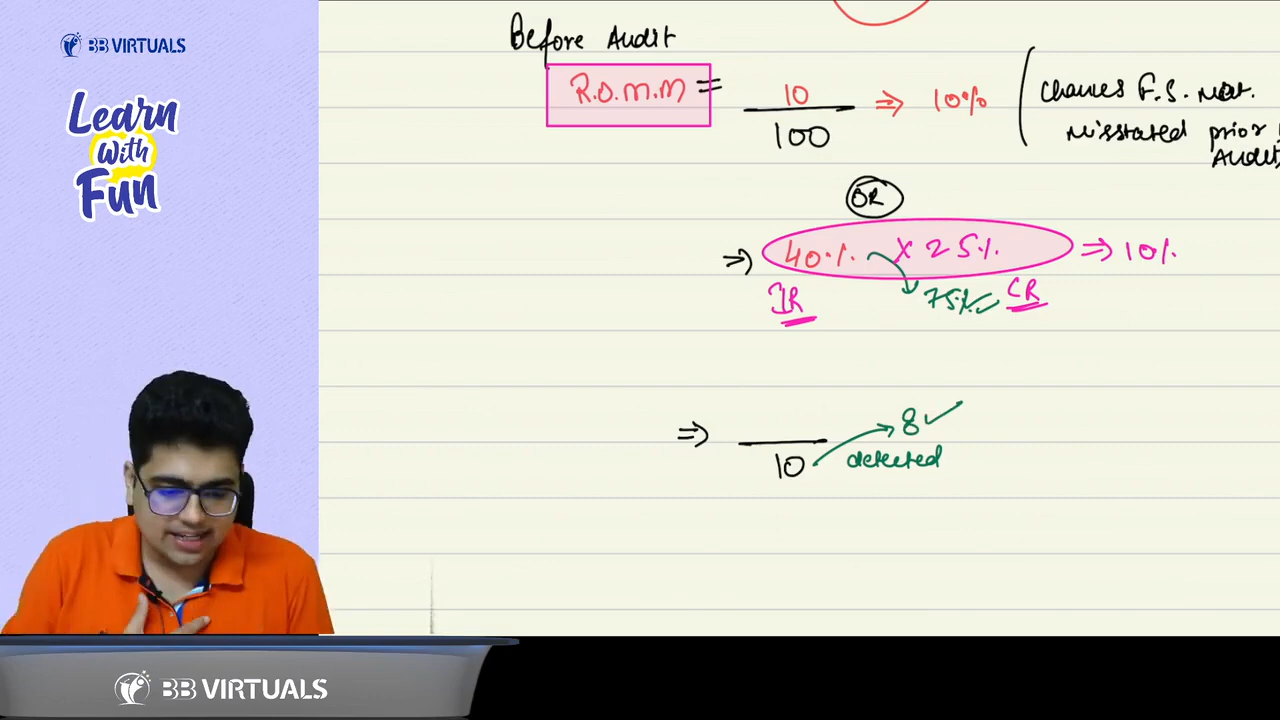 BB VIRTUALS
Learn
with
Fun
Before Audit
R.O.M.M = 10 / 100 ⇒ 10%
(chances F.S. mat.
misstated prior
Audit
OR
⇒ 40% X 25% ⇒ 10%
IR 75% ✓ CR
⇒ 10 → 8 ✓
detected
BB VIRTUALS